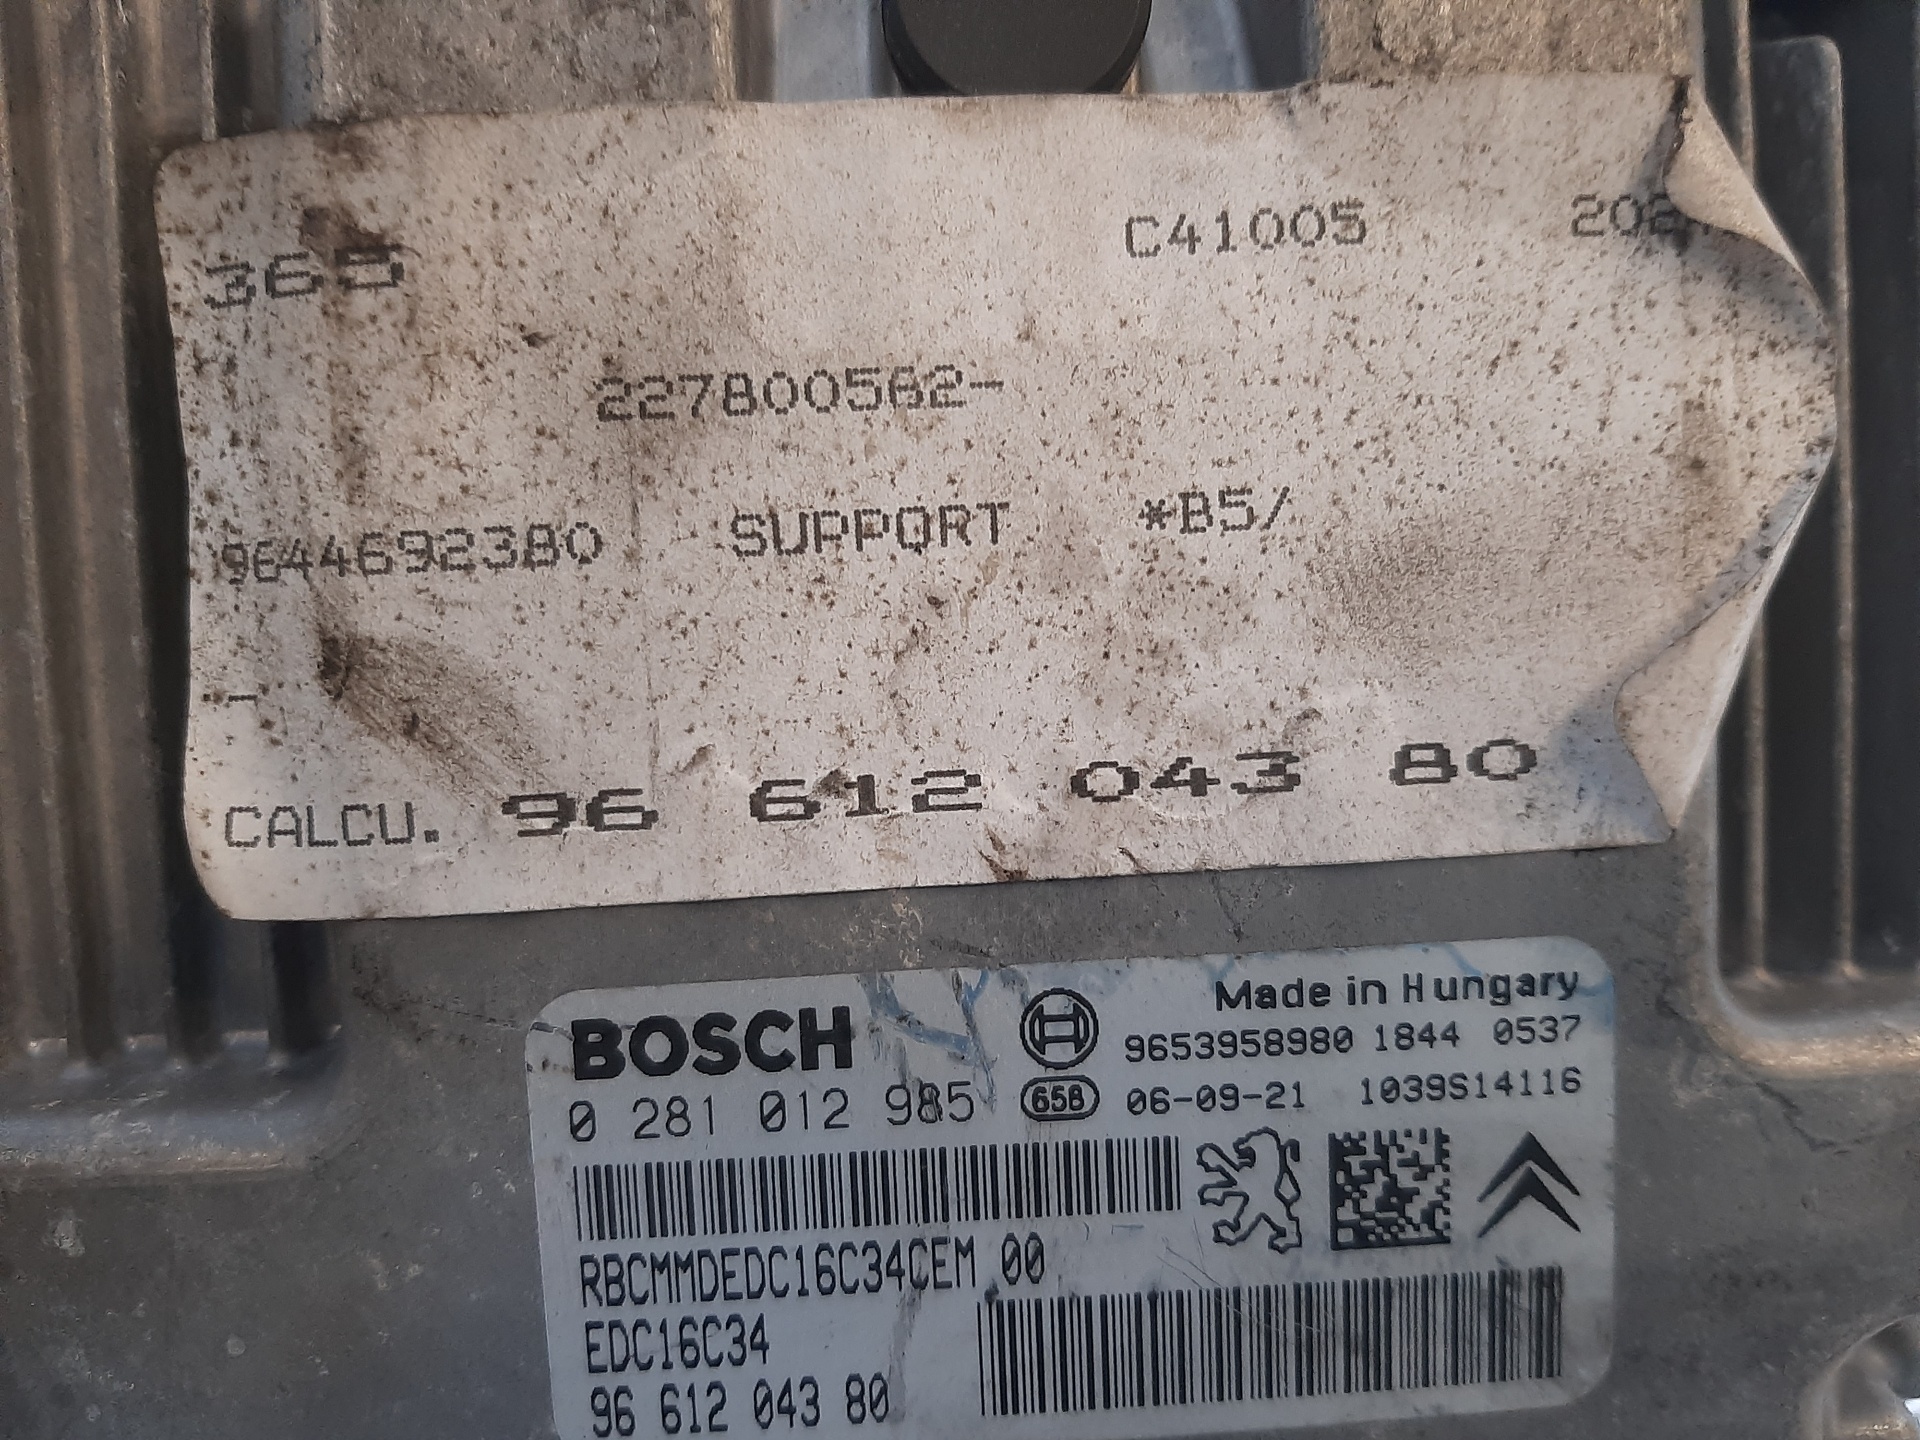 365 C41005
227800562-
9644692380 SUPPORT *B5/
-
CALCU. 96 612 043 80
BOSCH Made in Hungary
9653958980 1844 0537
0 281 012 985 658 06-09-21 1039S14116
RBCMMDEDC16C34CEM 00
EDC16C34
96 612 043 80